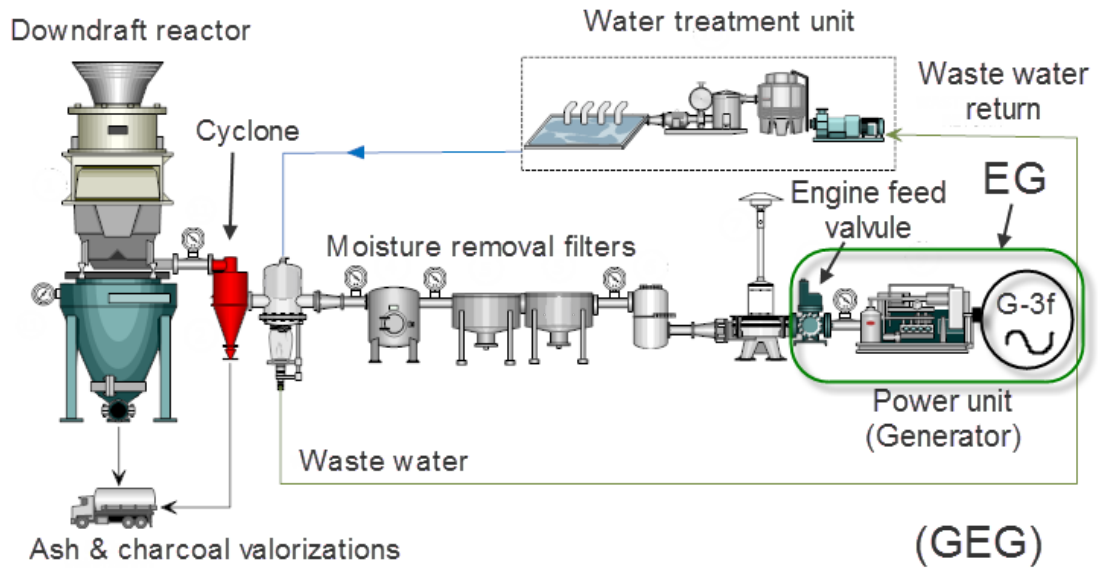 Downdraft reactor
Water treatment unit
Waste water
return
Cyclone
EG
Engine feed
valvule
Moisture removal filters
G-3f
Power unit
(Generator)
Waste water
Ash & charcoal valorizations
(GEG)